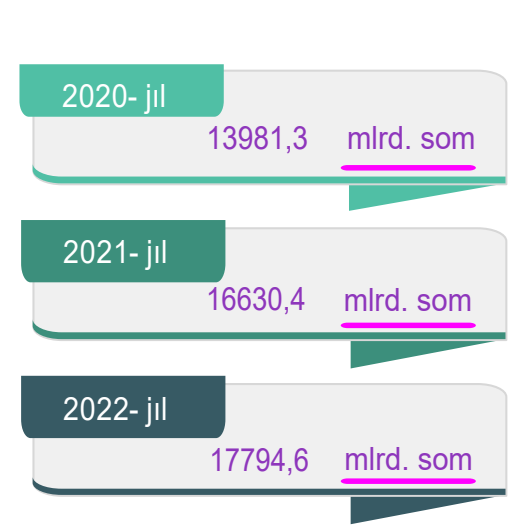 2020- jıl
13981,3 mlrd. som
2021- jıl
16630,4 mlrd. som
2022- jıl
17794,6 mlrd. som